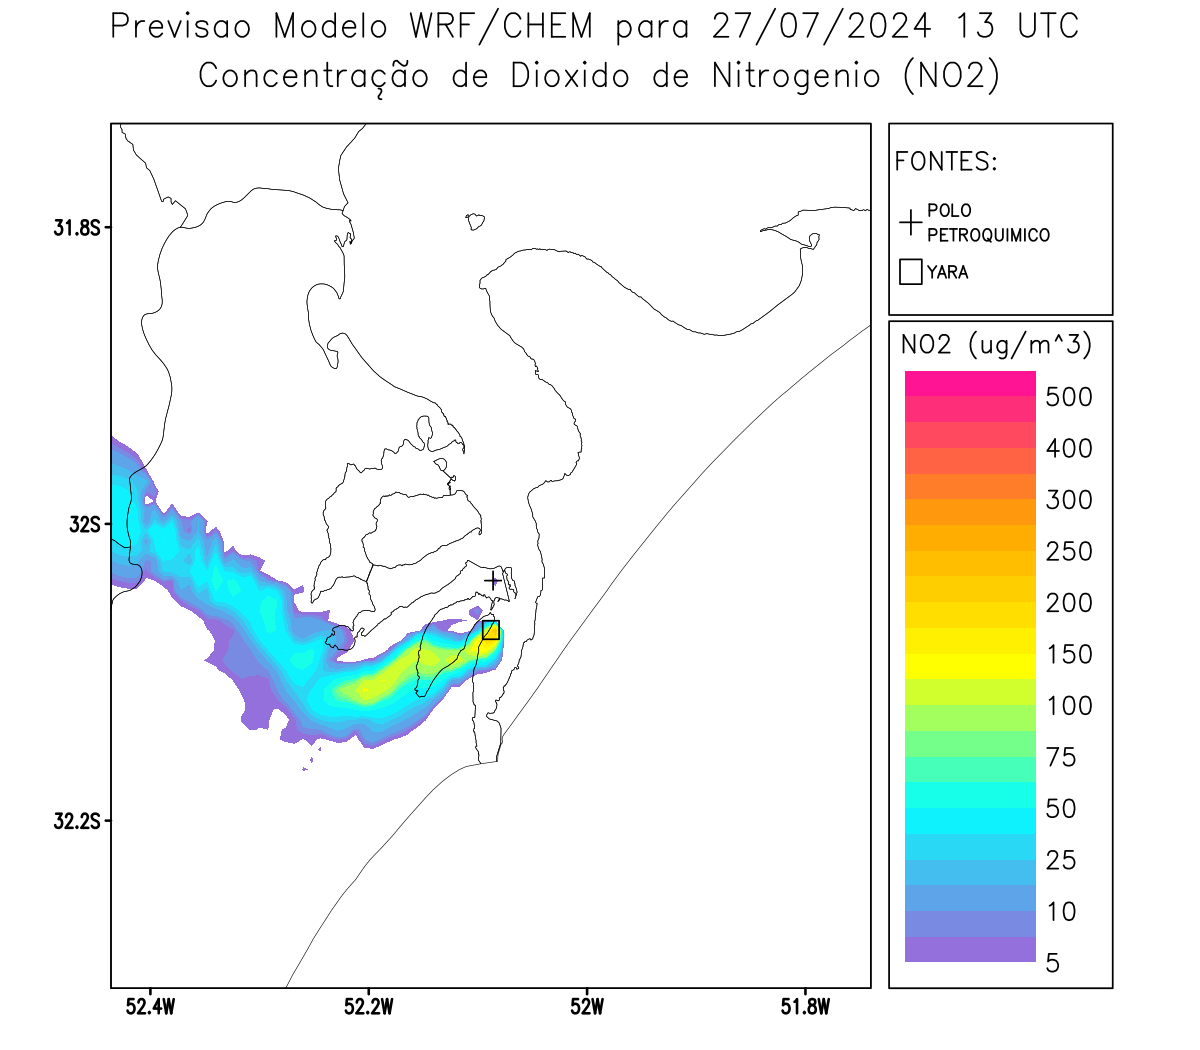 Previsao Modelo WRF/CHEM para 27/07/2024 13 UTC
Concentração de Dioxido de Nitrogenio (NO2)
FONTES:
POLO
PETROQUIMICO
YARA
NO2 (ug/m^3)
500
400
300
250
200
150
100
75
50
25
10
5
31.8S
32S
32.2S
52.4W
52.2W
52W
51.8W